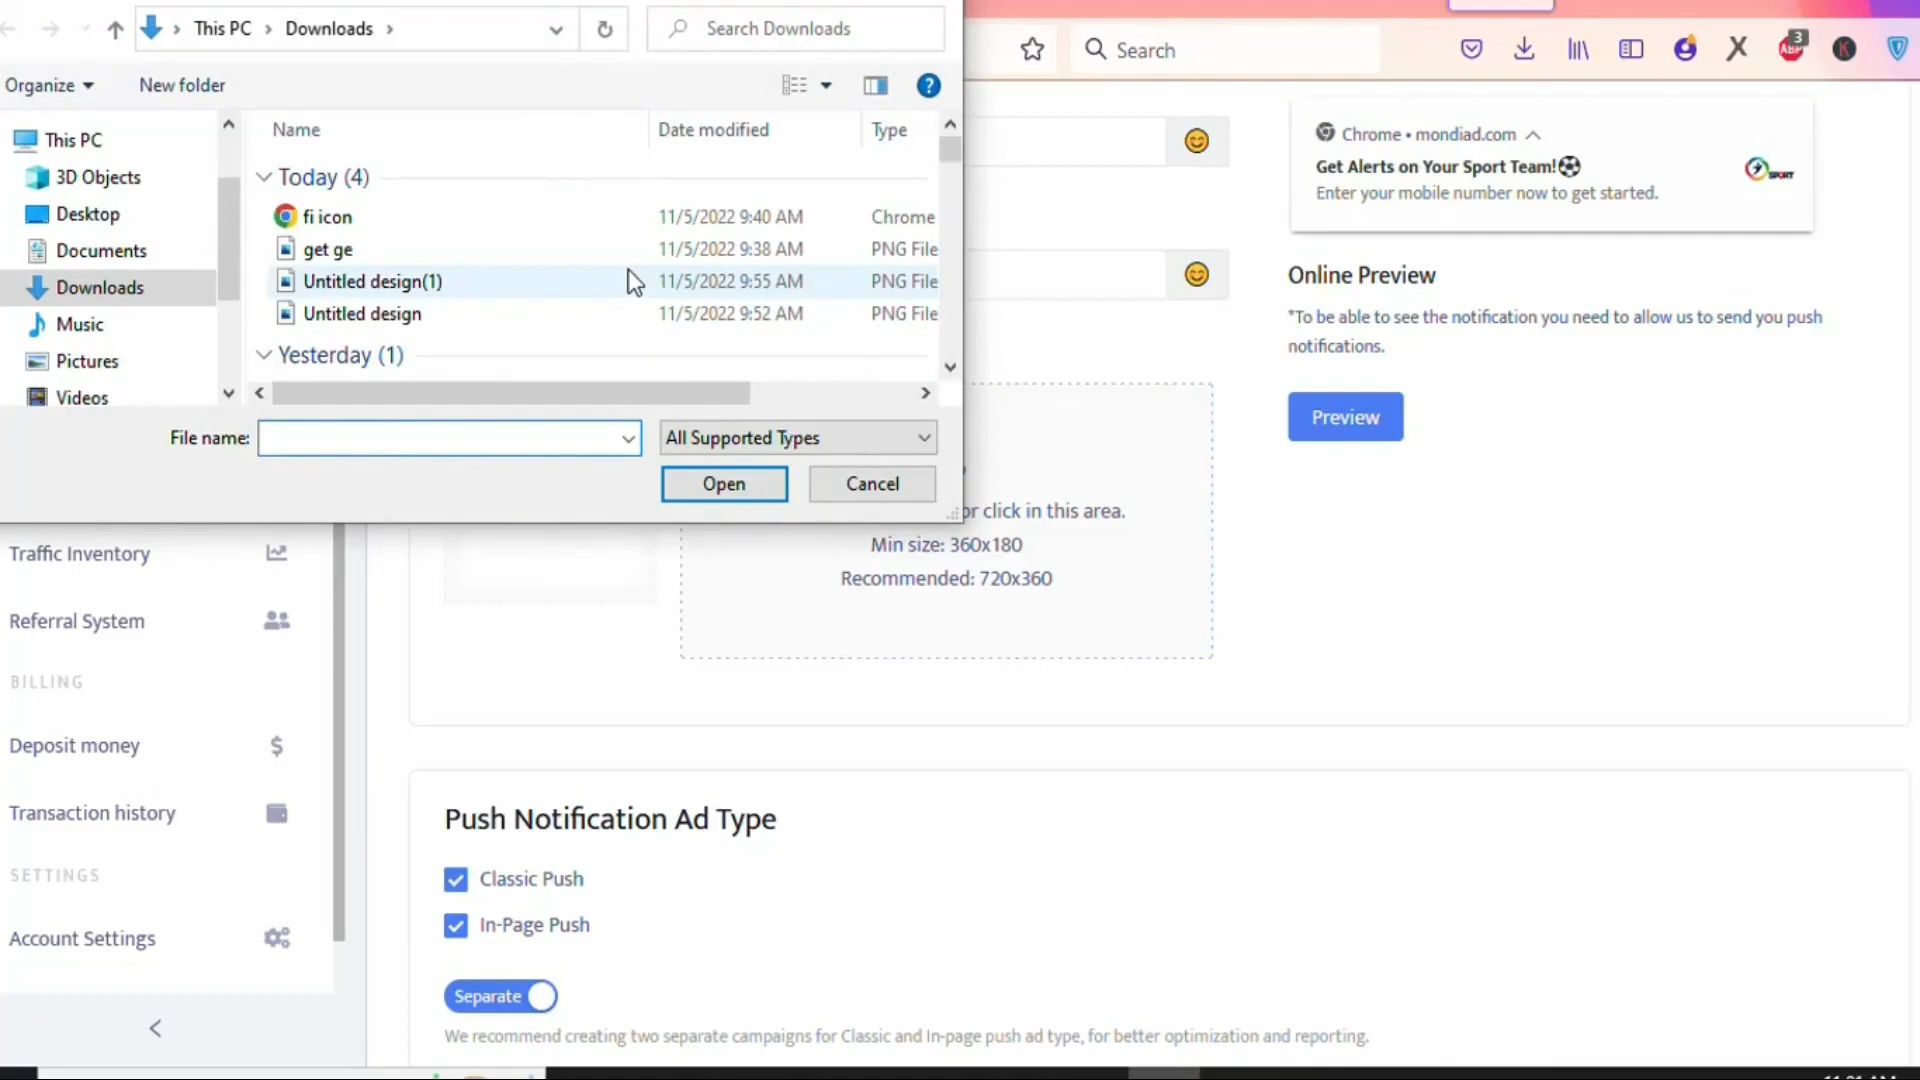 This PC
Downloads
Search Downloads
Search
3
ABP
K
Organize
New folder
?
Name
Date modified
Type
This PC
3D Objects
Desktop
Documents
Downloads
Music
Pictures
Videos
Today (4)
fi icon 11/5/2022 9:40 AM Chrome
get ge 11/5/2022 9:38 AM PNG File
Untitled design(1) 11/5/2022 9:55 AM PNG File
Untitled design 11/5/2022 9:52 AM PNG File
Yesterday (1)
File name:
All Supported Types
Open
Cancel
Chrome • mondiad.com
Get Alerts on Your Sport Team!⚽
Enter your mobile number now to get started.
SPORT
Online Preview
*To be able to see the notification you need to allow us to send you push
notifications.
Preview
or click in this area.
Min size: 360x180
Recommended: 720x360
Traffic Inventory
Referral System
BILLING
Deposit money
$
Transaction history
SETTINGS
Account Settings
Push Notification Ad Type
Classic Push
In-Page Push
Separate
We recommend creating two separate campaigns for Classic and In-page push ad type, for better optimization and reporting.